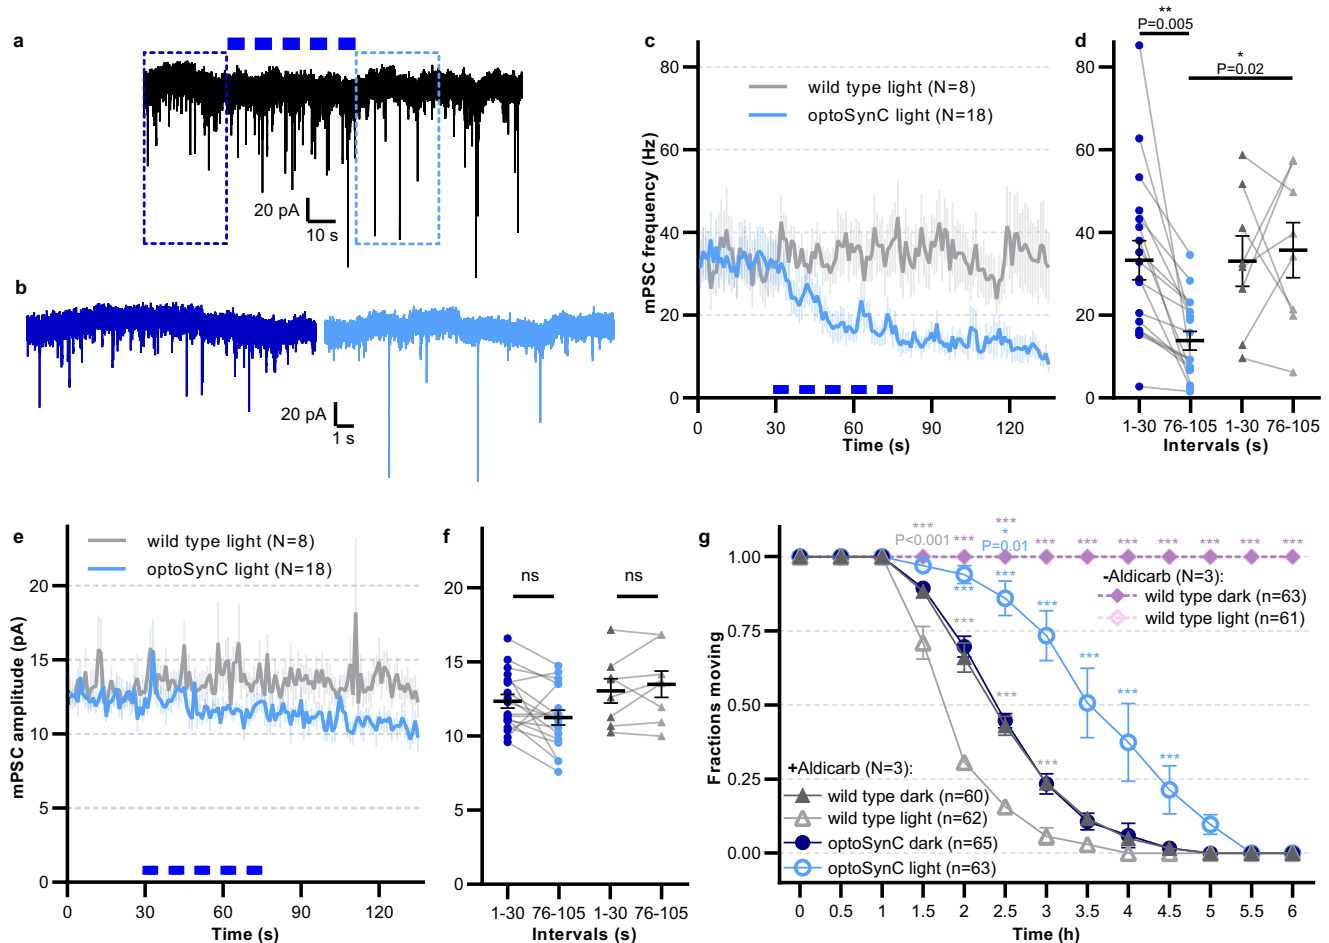 a
20 pA
10 s
b
20 pA
1 s
c
wild type light (N=8)
optoSynC light (N=18)
mPSC frequency (Hz)
80
60
40
20
0
0 30 60 90 120
Time (s)
d
**
P=0.005
*
P=0.02
80
60
40
20
0
1-30 76-105 1-30 76-105
Intervals (s)
e
wild type light (N=8)
optoSynC light (N=18)
mPSC amplitude (pA)
20
15
10
5
0
0 30 60 90 120
Time (s)
f
ns ns
20
15
10
5
0
1-30 76-105 1-30 76-105
Intervals (s)
g
***
P<0.001
***
***
*
P=0.01
*** *** *** *** *** *** ***
*** *** *** *** *** ***
*** *** ***
-Aldicarb (N=3):
wild type dark (n=63)
wild type light (n=61)
Fractions moving
1.00
0.75
0.50
0.25
0.00
+Aldicarb (N=3):
wild type dark (n=60)
wild type light (n=62)
optoSynC dark (n=65)
optoSynC light (n=63)
0 0.5 1 1.5 2 2.5 3 3.5 4 4.5 5 5.5 6
Time (h)